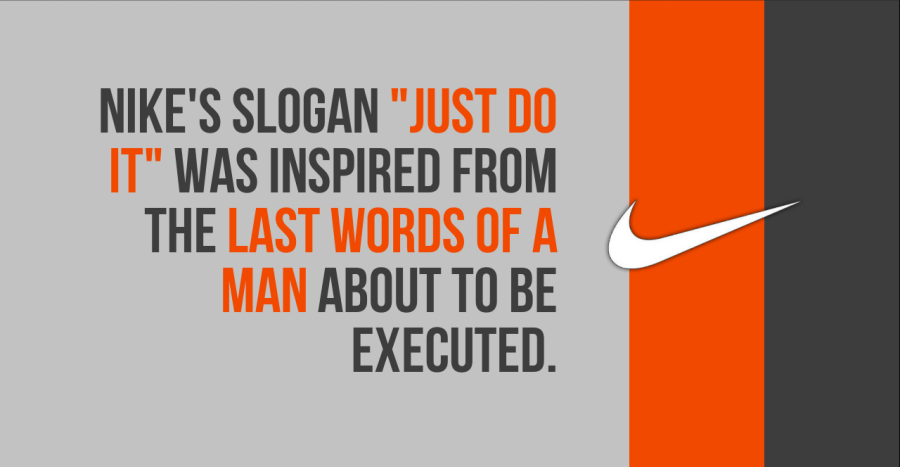 NIKE'S SLOGAN "JUST DO
IT" WAS INSPIRED FROM
THE LAST WORDS OF A
MAN ABOUT TO BE
EXECUTED.